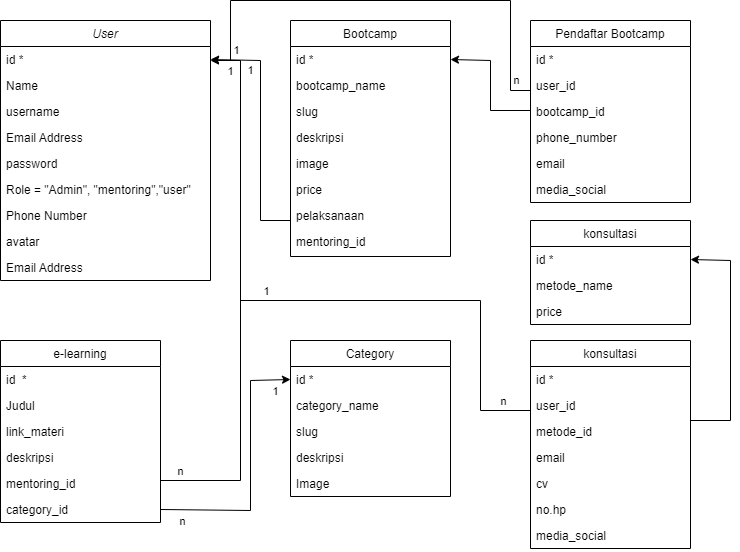 User
id *
Name
username
Email Address
password
Role = "Admin", "mentoring","user"
Phone Number
avatar
Email Address
1
1
1
Bootcamp
id *
bootcamp_name
slug
deskripsi
image
price
pelaksanaan
mentoring_id
n
Pendaftar Bootcamp
id *
user_id
bootcamp_id
phone_number
email
media_social
konsultasi
id *
metode_name
price
1
e-learning
id *
Judul
link_materi
deskripsi
mentoring_id
category_id
n
n
1
Category
id *
category_name
slug
deskripsi
Image
n
konsultasi
id *
user_id
metode_id
email
cv
no.hp
media_social